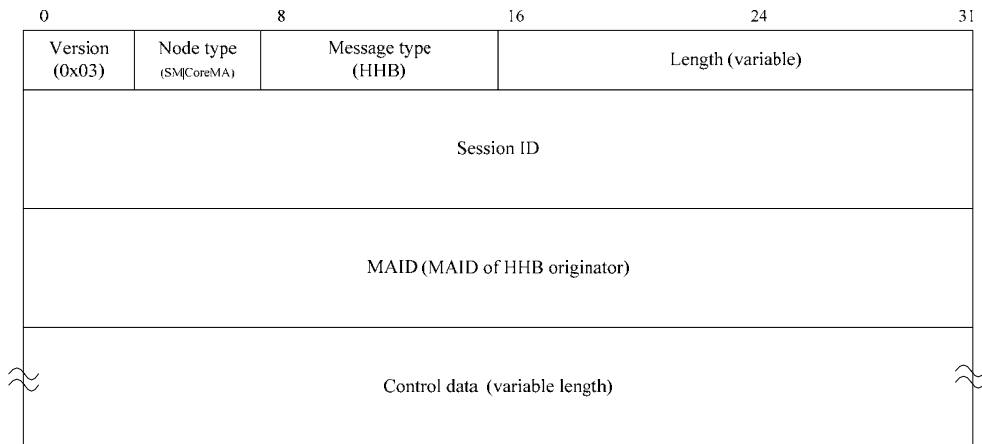 0 8 16 24 31
Version Node type Message type Length (variable)
(0x03) (SM|CoreMA) (HHB)
Session ID
MAID (MAID of HHB originator)
Control data (variable length)